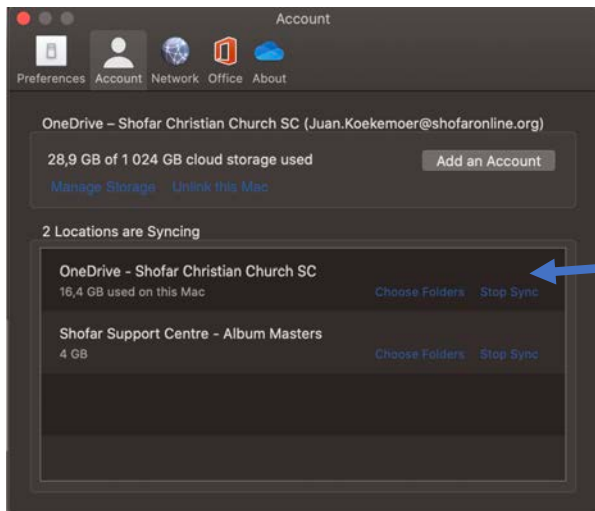 Account
Preferences Account Network Office About
OneDrive – Shofar Christian Church SC (Juan.Koekemoer@shofaronline.org)
28,9 GB of 1 024 GB cloud storage used Add an Account
Manage Storage Unlink this Mac
2 Locations are Syncing
OneDrive - Shofar Christian Church SC
16,4 GB used on this Mac Choose Folders Stop Sync
Shofar Support Centre - Album Masters
4 GB Choose Folders Stop Sync